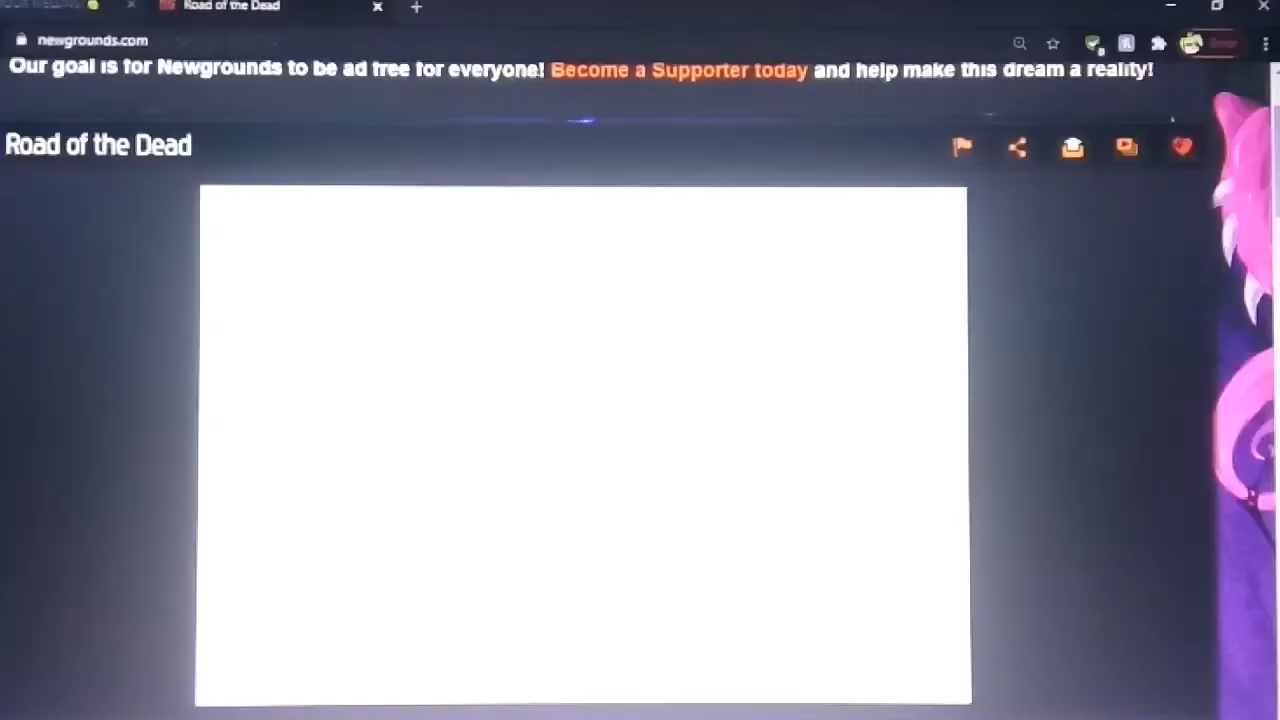 Road of the Dead
newgrounds.com
Our goal is for Newgrounds to be ad free for everyone! Become a Supporter today and help make this dream a reality!
Road of the Dead